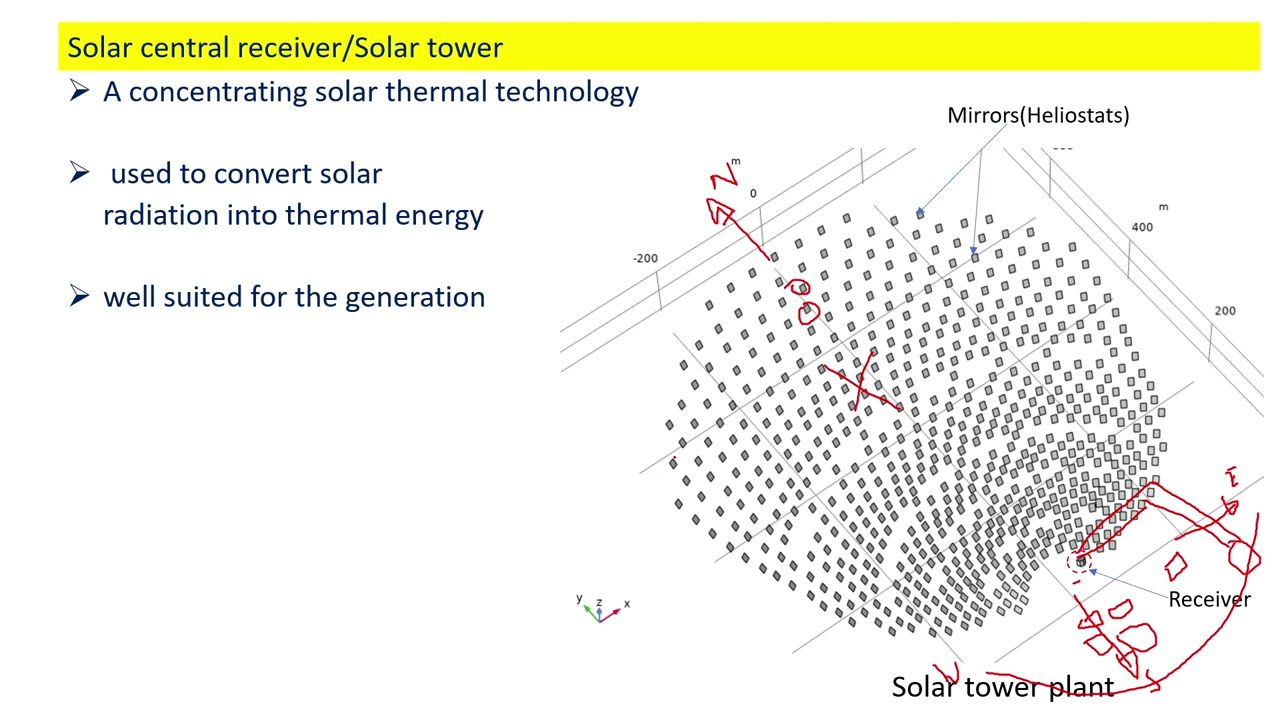 Solar central receiver/Solar tower
➢ A concentrating solar thermal technology
➢ used to convert solar
radiation into thermal energy
➢ well suited for the generation
Mirrors(Heliostats)
m
0
-200
m
400
200
N
E
y z x
Receiver
W
S
Solar tower plant